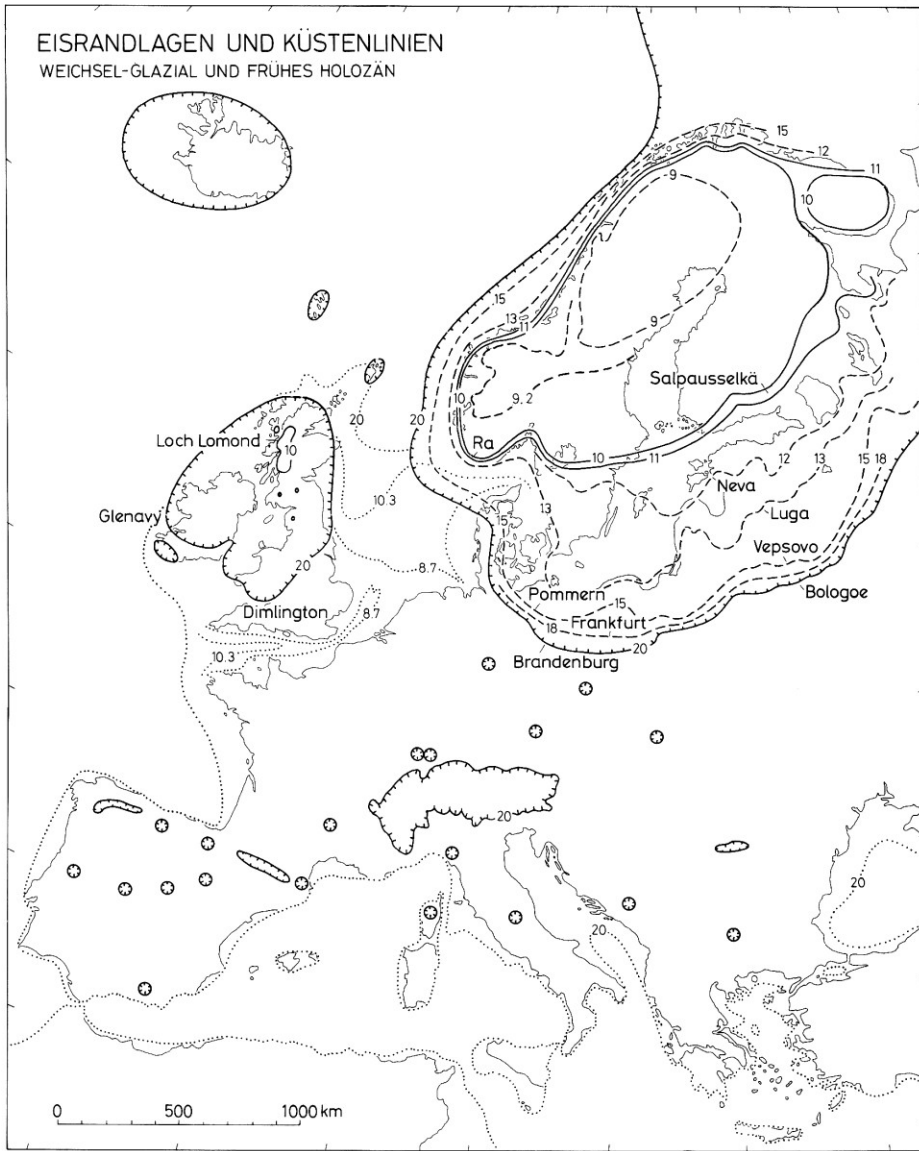 EISRANDLAGEN UND KÜSTENLINIEN
WEICHSEL-GLAZIAL UND FRÜHES HOLOZÄN
15
12
11
10
9
15
13
11
9
Salpausselkä
20
20
10
9.2
Loch Lomond
10
Ra
10
11
12
13
15
18
Neva
10.3
Luga
Glenavy
13
15
Vepsovo
8.7
20
Pommern
15
Bologoe
Dimlington
8.7
18
Frankfurt
20
10.3
Brandenburg
20
20
20
0 500 1000 km